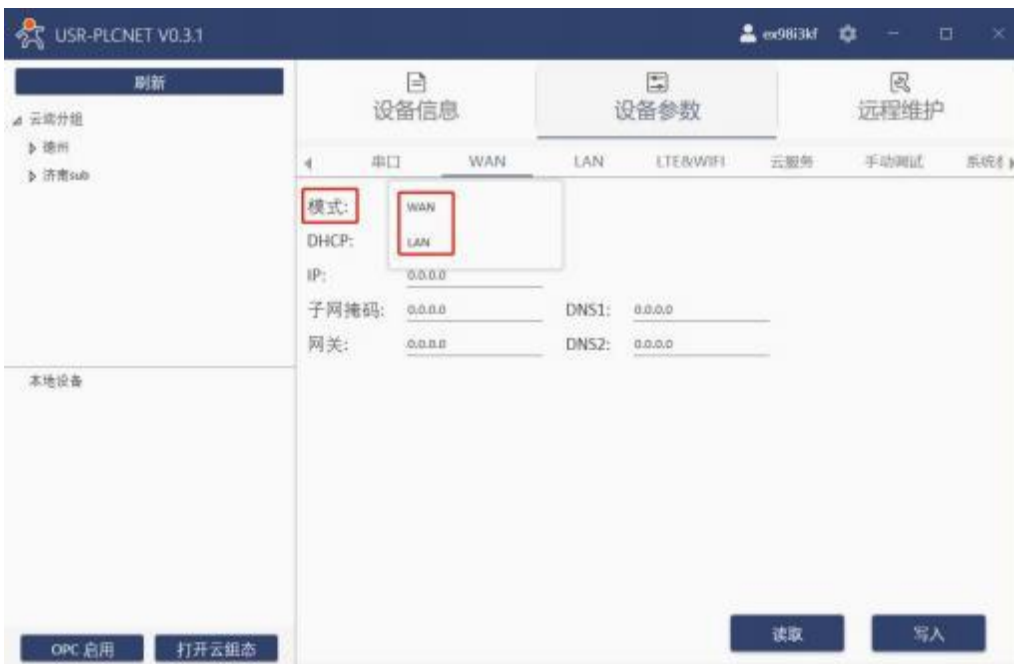 USR-PLCNET V0.3.1
ex98i3kf
刷新
云端分组
德州
济南sub
本地设备
OPC 启用
打开云组态
设备信息
设备参数
远程维护
串口
WAN
LAN
LTE&WIFI
云服务
手动调试
模式:
WAN
LAN
DHCP:
IP:
0.0.0.0
子网掩码:
0.0.0.0
DNS1:
0.0.0.0
网关:
0.0.0.0
DNS2:
0.0.0.0
读取
写入